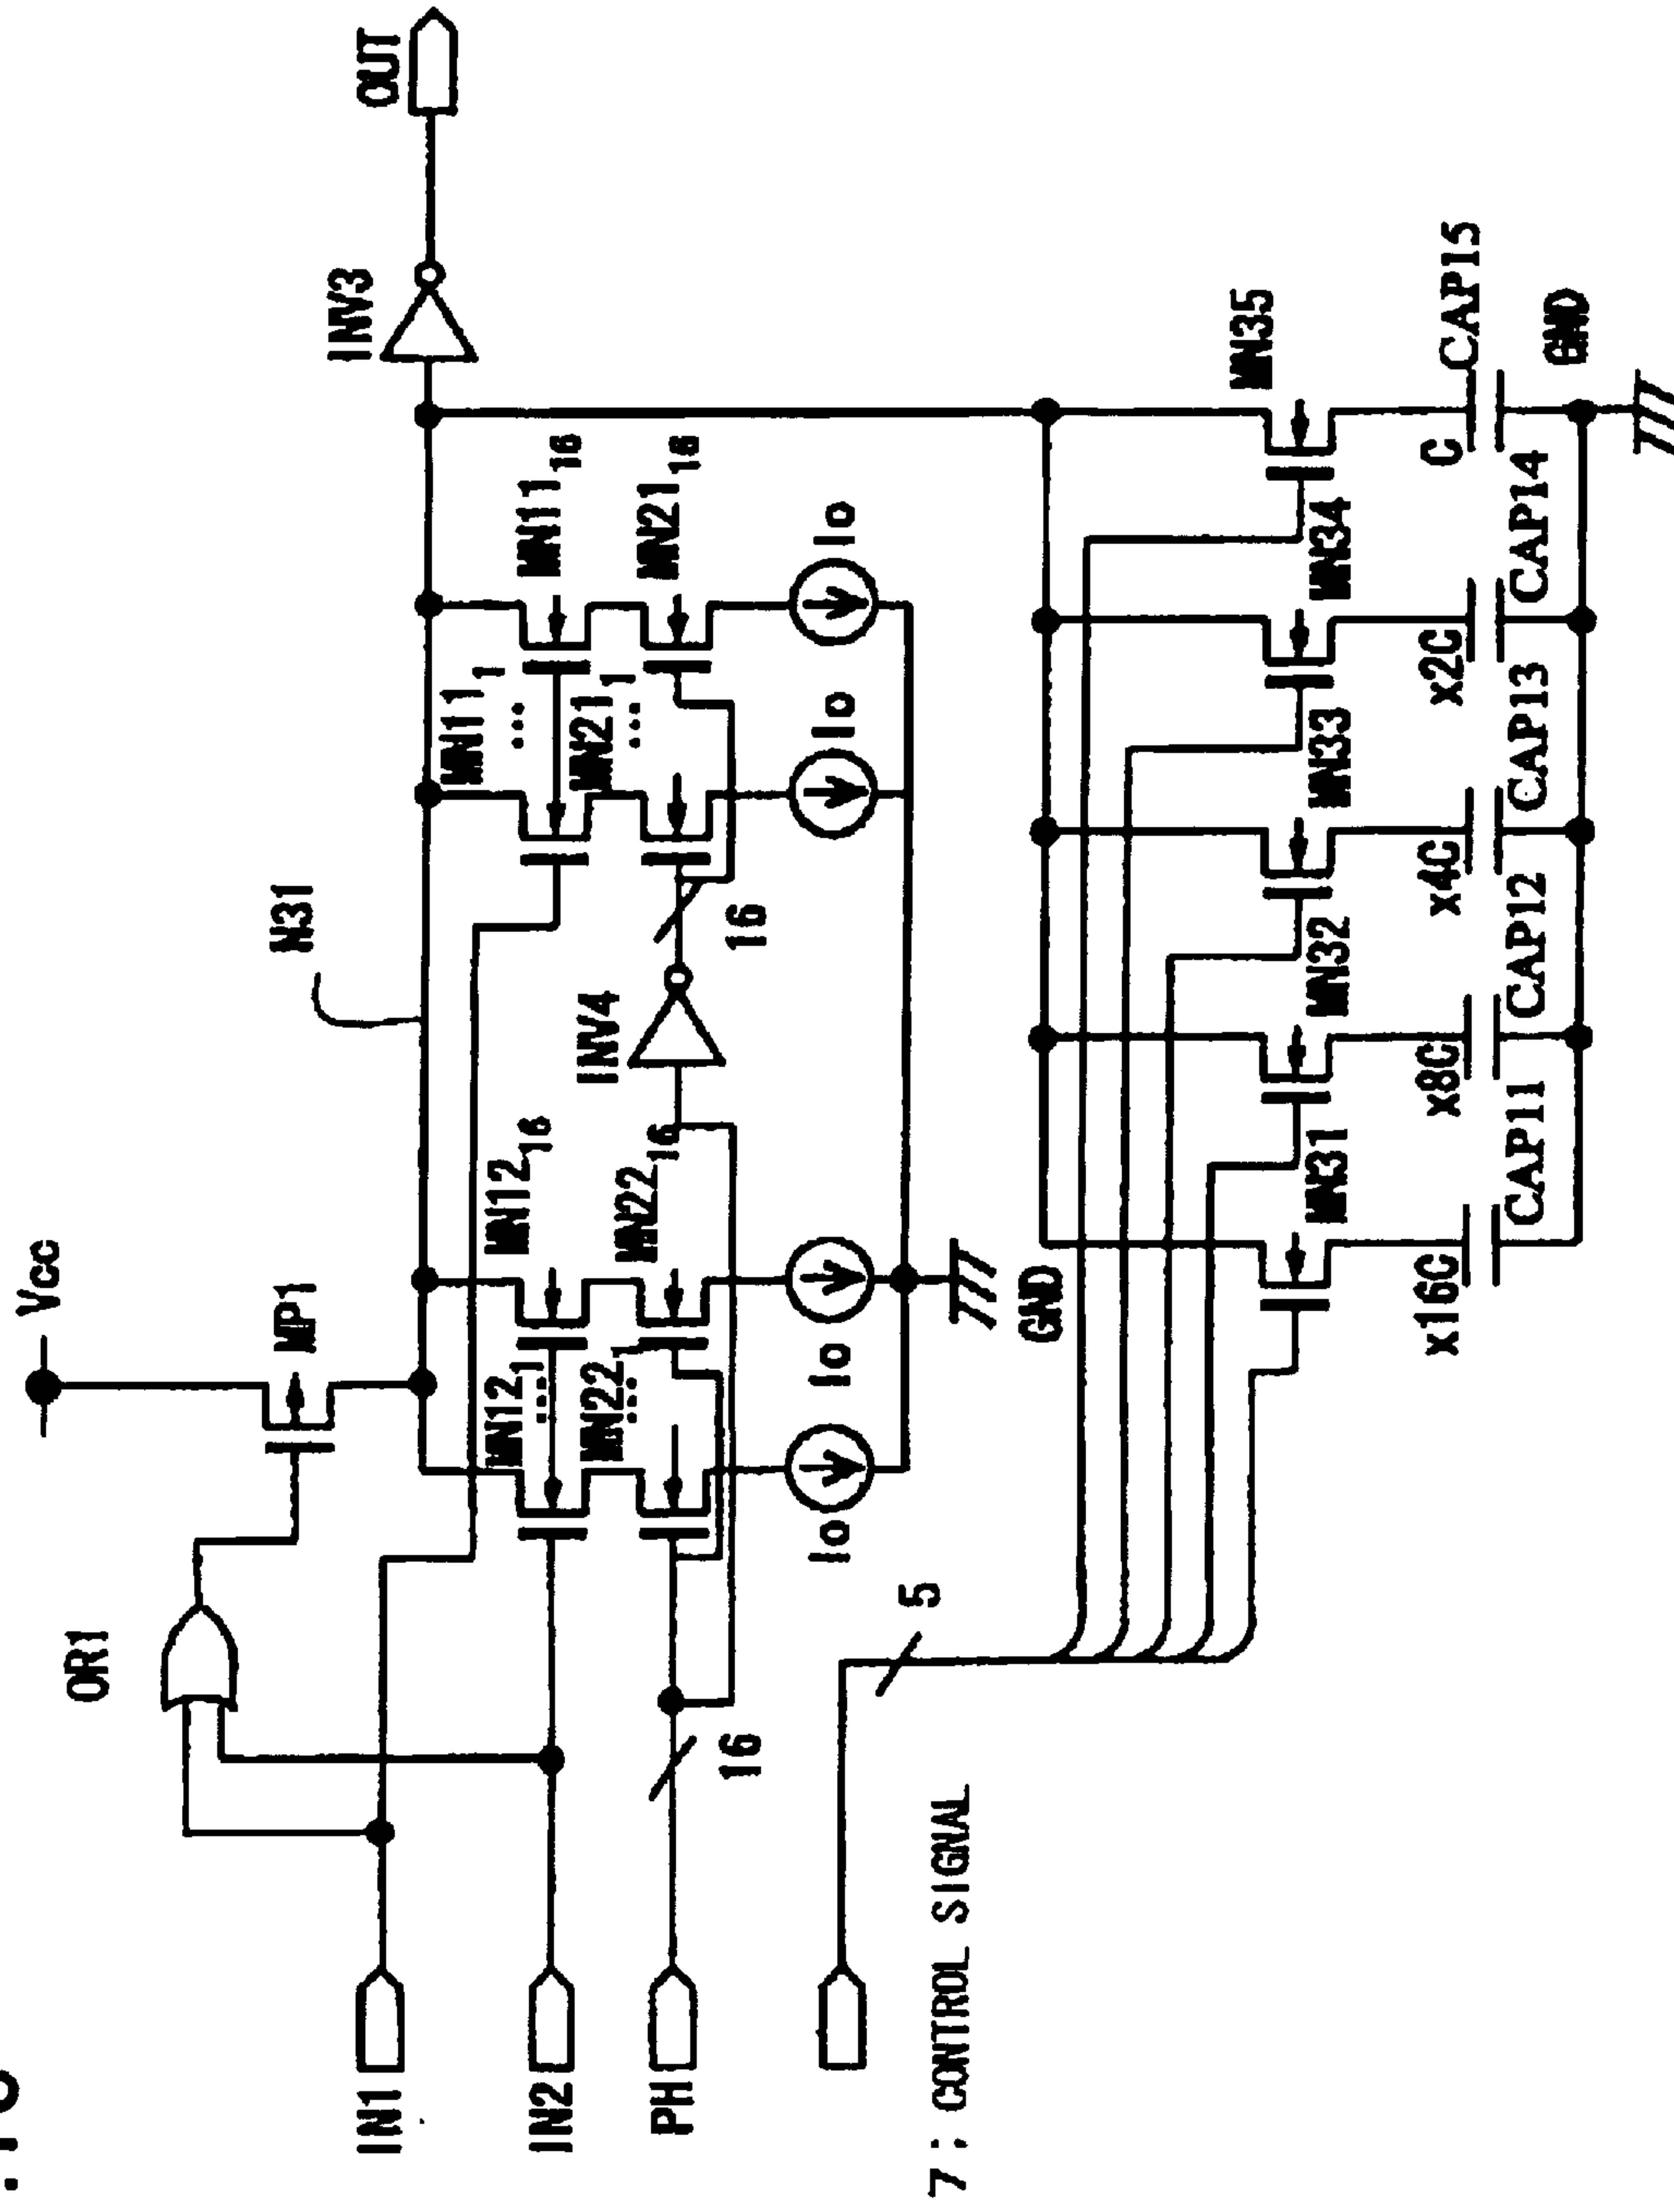 Vcc
OR1
MP1
N31
INV3
OUT
IN1
IN2
PH
16
MN12 1
...
MN12 16
MN22 1
...
MN22 16
INV4
16
MN11 1
...
MN11 16
MN21 1
...
MN21 16
Io
Io
Io
Io
GND
5
7 : CONTROL SIGNAL
MN31
MN32
MN33
MN34
MN35
x16C
x8C
x4C
x2C
C
CAP11
CAP12
CAP13
CAP14
CAP15
GND